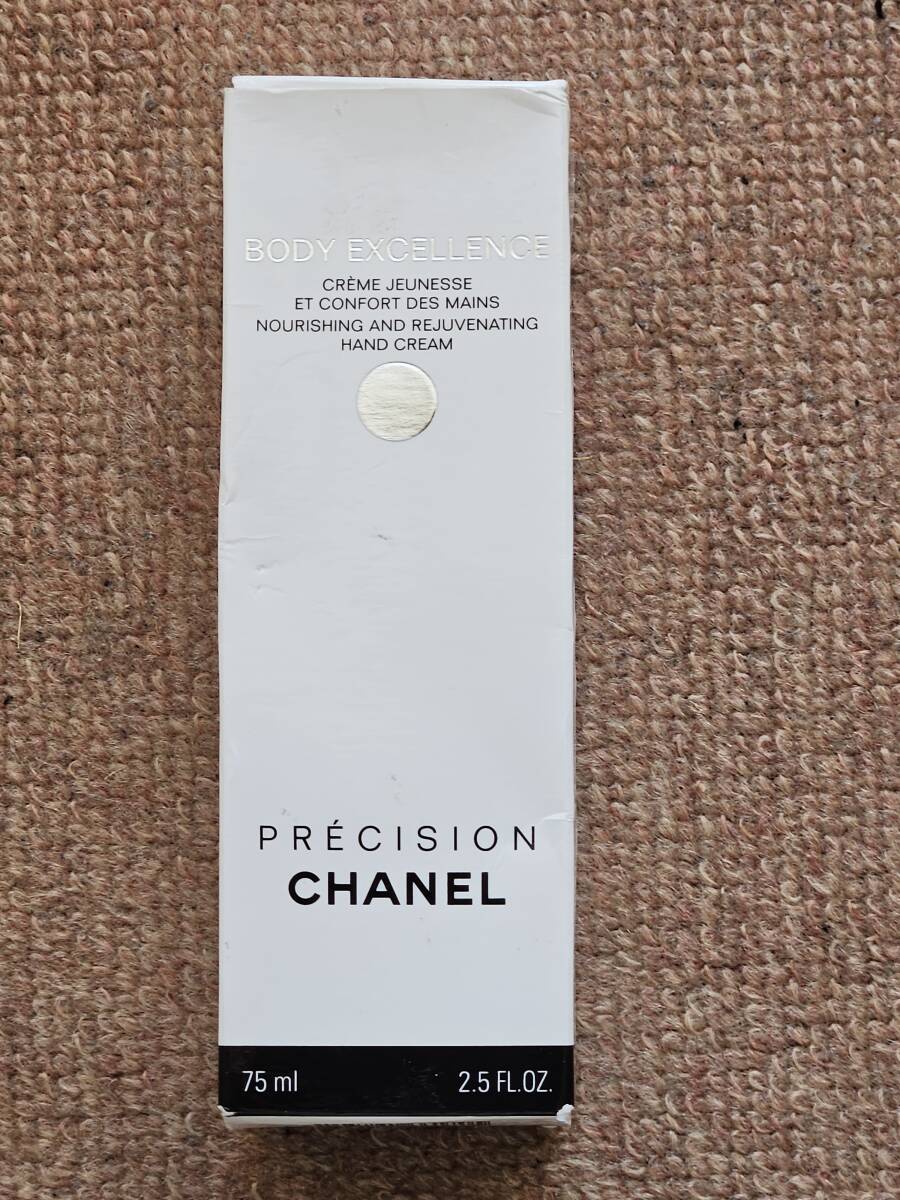 BODY EXCELLENCE
CRÈME JEUNESSE
ET CONFORT DES MAINS
NOURISHING AND REJUVENATING
HAND CREAM
PRÉCISION
CHANEL
75 ml 2.5 FL.OZ.